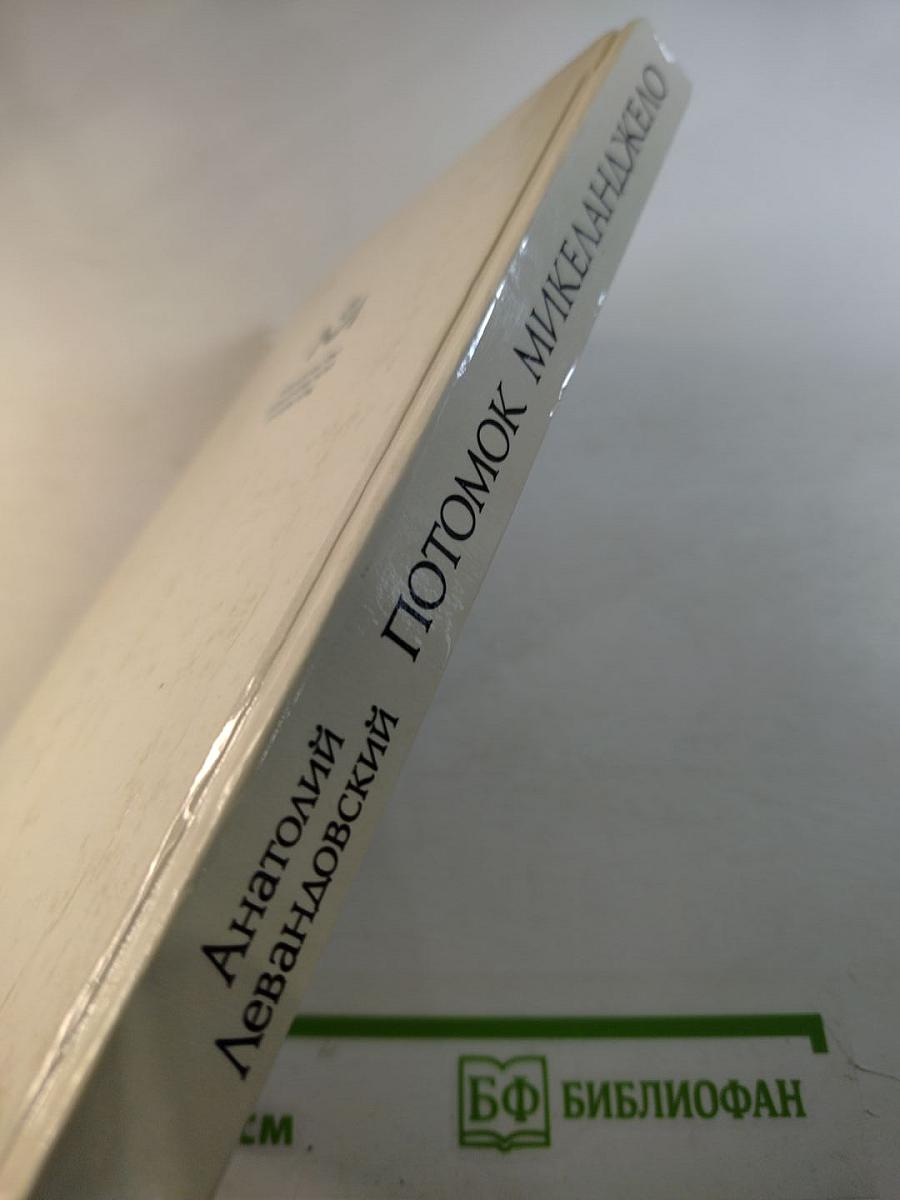 Анатолий
Левандовский
ПОТОМОК МИКЕЛАНДЖЕЛО
см
БФ БИБЛИОФАН